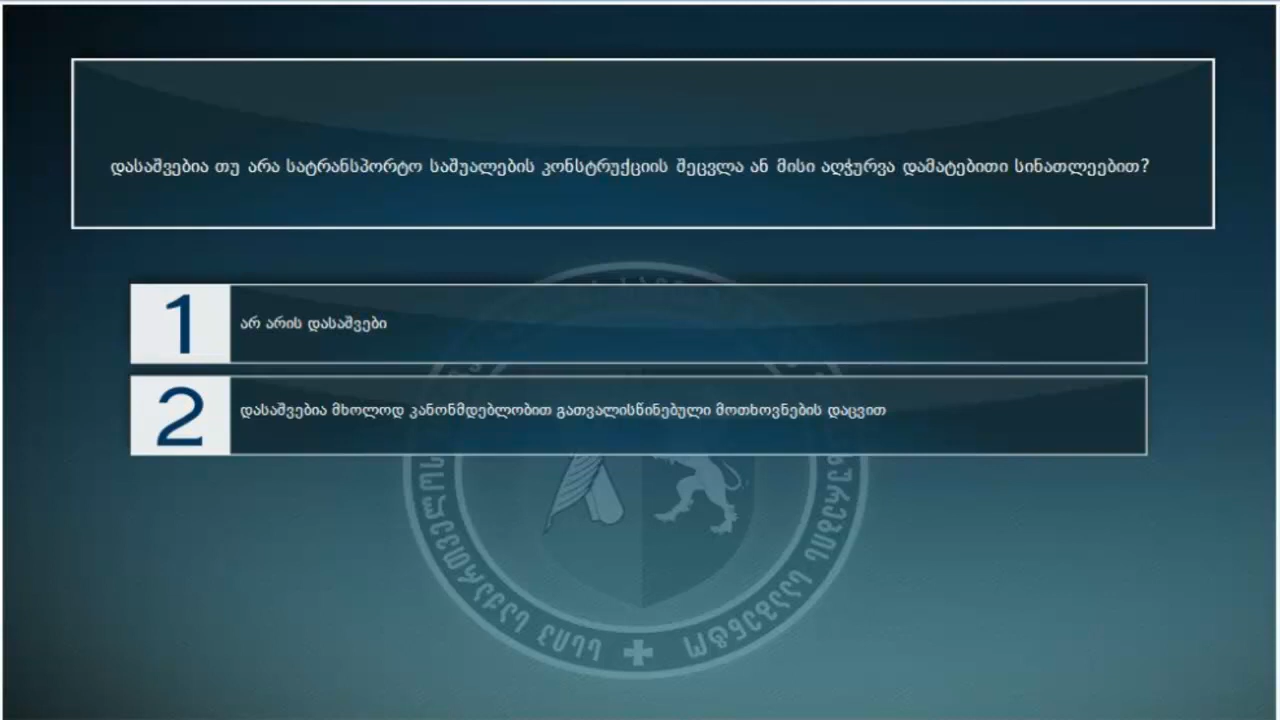 დასაშვებია თუ არა სატრანსპორტო საშუალების კონსტრუქციის შეცვლა ან მისი აღჭურვა დამატებითი სინათლეებით?
1 არ არის დასაშვები
2 დასაშვებია მხოლოდ კანონმდებლობით გათვალისწინებული მოთხოვნების დაცვით